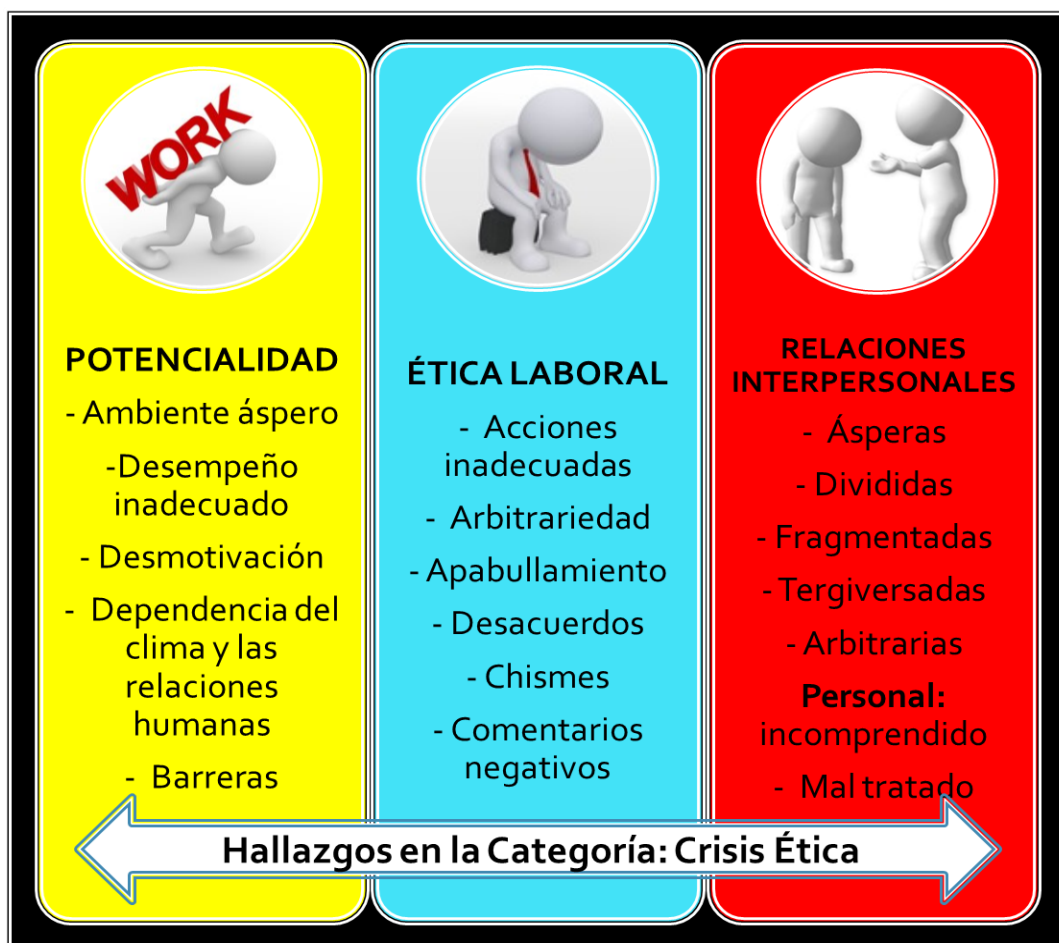 WORK
POTENCIALIDAD
- Ambiente áspero
-Desempeño
inadecuado
- Desmotivación
- Dependencia del
clima y las
relaciones
humanas
- Barreras
ÉTICA LABORAL
- Acciones
inadecuadas
- Arbitrariedad
- Apabullamiento
- Desacuerdos
- Chismes
- Comentarios
negativos
RELACIONES
INTERPERSONALES
- Ásperas
- Divididas
- Fragmentadas
- Tergiversadas
- Arbitrarias
Personal:
incomprendido
- Mal tratado
Hallazgos en la Categoría: Crisis Ética